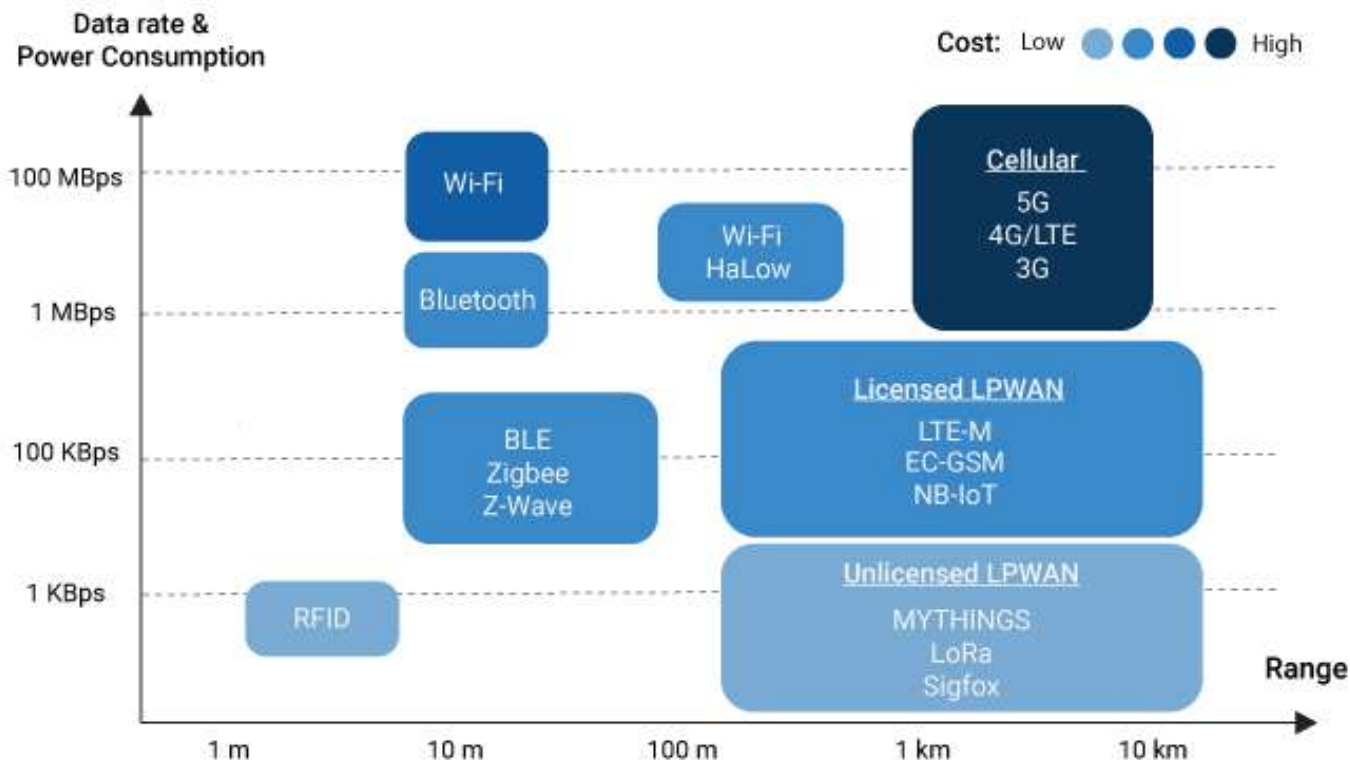 Data rate &
Power Consumption
Cost: Low High
100 MBps
Wi-Fi
Cellular
5G
4G/LTE
3G
Wi-Fi
HaLow
Bluetooth
1 MBps
Licensed LPWAN
LTE-M
EC-GSM
NB-IoT
BLE
Zigbee
Z-Wave
100 KBps
Unlicensed LPWAN
MYTHINGS
LoRa
Sigfox
1 KBps
RFID
Range
1 m 10 m 100 m 1 km 10 km